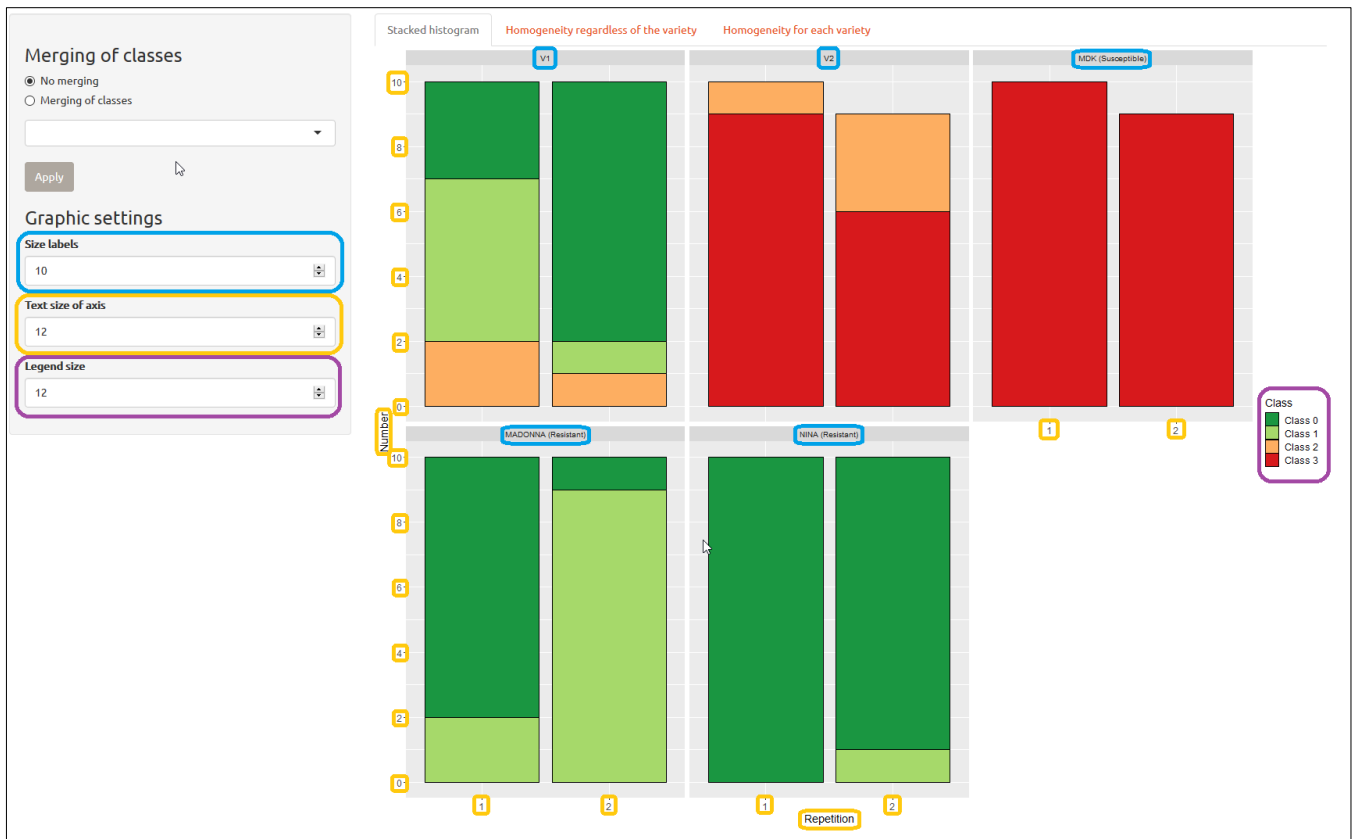 Merging of classes
No merging
Merging of classes
Apply
Graphic settings
Size labels
10
Text size of axis
12
Legend size
12
Stacked histogram
Homogeneity regardless of the variety
Homogeneity for each variety
V1
V2
MDK (Susceptible)
10
8
6
4
2
0
1
2
Number
MADONNA (Resistant)
NINA (Resistant)
10
8
6
4
2
0
1
2
1
2
Repetition
Class
Class 0
Class 1
Class 2
Class 3